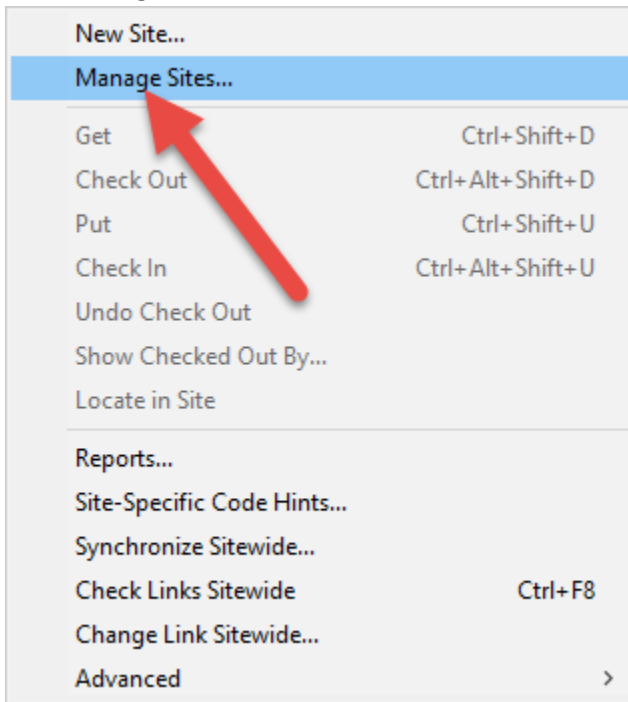 New Site...
Manage Sites...
Get Ctrl+Shift+D
Check Out Ctrl+Alt+Shift+D
Put Ctrl+Shift+U
Check In Ctrl+Alt+Shift+U
Undo Check Out
Show Checked Out By...
Locate in Site
Reports...
Site-Specific Code Hints...
Synchronize Sitewide...
Check Links Sitewide Ctrl+F8
Change Link Sitewide...
Advanced >